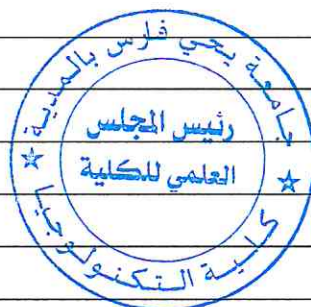 جامعة يحي فارس بالمدية
رئيس المجلس
العلمي للكلية
كلية التكنولوجيا